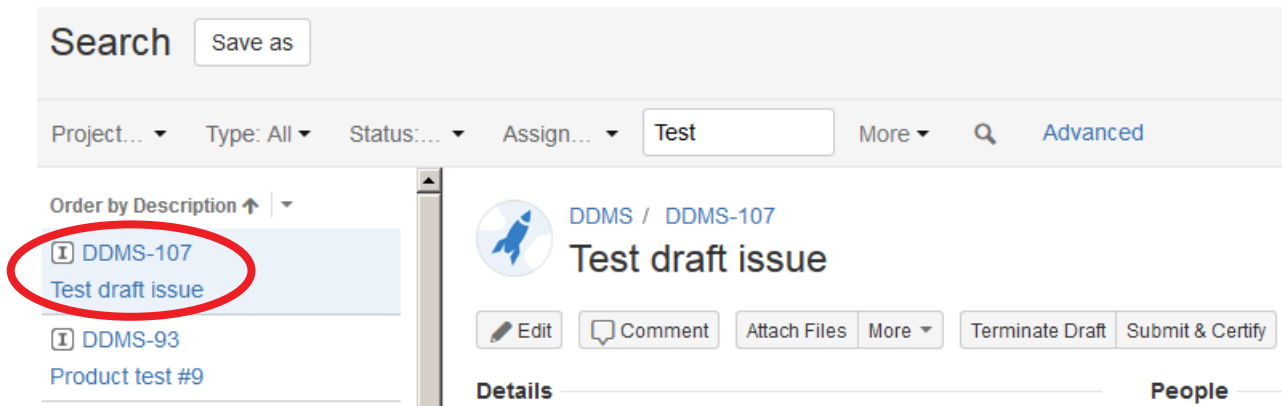 Search Save as
Project... Type: All Status:... Assign... Test More Advanced
Order by Description
DDMS-107
Test draft issue
DDMS-93
Product test #9
DDMS / DDMS-107
Test draft issue
Edit Comment Attach Files More Terminate Draft Submit & Certify
Details People